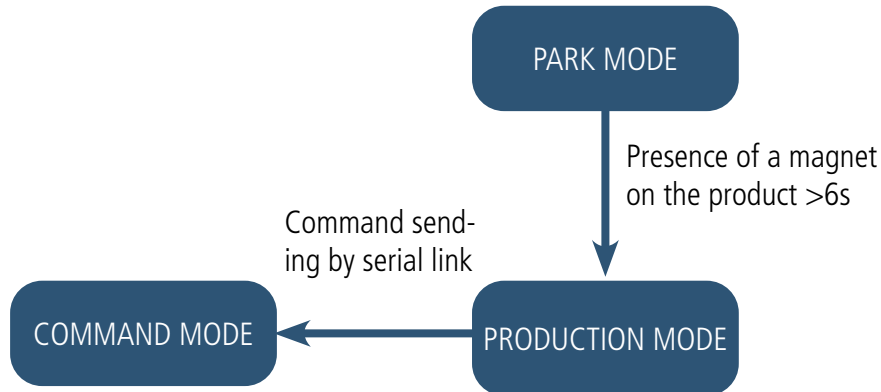 PARK MODE
Presence of a magnet
on the product >6s
Command send-
ing by serial link
COMMAND MODE
PRODUCTION MODE